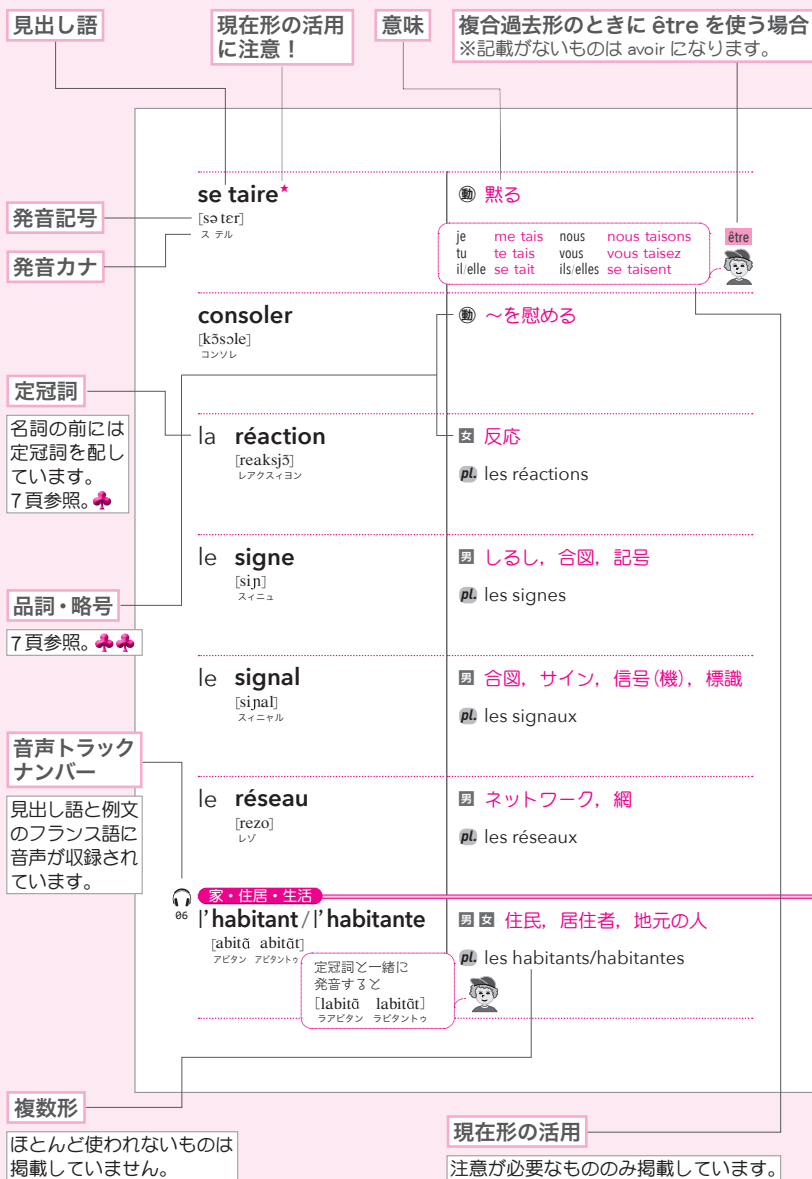 見出し語
現在形の活用
に注意！
意味
複合過去形のときに être を使う場合
※記載がないものは avoir になります。
se taire★
[sə tɛr]
ス テル
動 黙る
je me tais nous nous taisons
tu te tais vous vous taisez
il/elle se tait ils/elles se taisent
être
発音記号
発音カナ
consoler
[kɔ̃sɔle]
コンソレ
動 〜を慰める
定冠詞
名詞の前には
定冠詞を配し
ています。
7頁参照。♣
la réaction
[reaksjɔ̃]
レアクスィヨン
女 反応
pl. les réactions
le signe
[siɲ]
スィニュ
男 しるし，合図，記号
pl. les signes
品詞・略号
7頁参照。♣♣
le signal
[siɲal]
スィニャル
男 合図，サイン，信号（機），標識
pl. les signaux
音声トラック
ナンバー
見出し語と例文
のフランス語に
音声が収録され
ています。
le réseau
[rezo]
レゾ
男 ネットワーク，網
pl. les réseaux
06
家・住居・生活
l’habitant / l’habitante
[abitɑ̃ abitɑ̃t]
アビタン アビタントゥ
男 女 住民，居住者，地元の人
pl. les habitants/habitantes
定冠詞と一緒に
発音すると
[labitɑ̃ labitɑ̃t]
ラアビタン ラビタントゥ
複数形
ほとんど使われないものは
掲載していません。
現在形の活用
注意が必要なもののみ掲載しています。